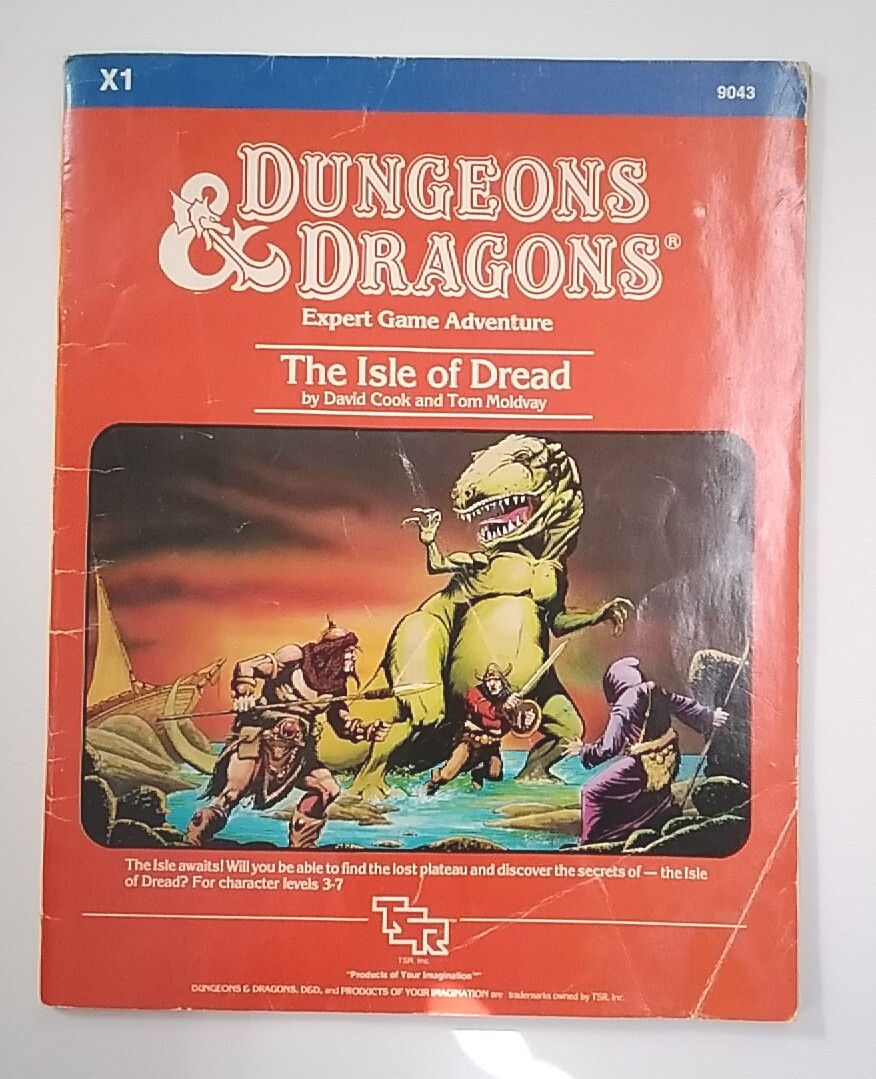 X1
9043
DUNGEONS
& DRAGONS®
Expert Game Adventure
The Isle of Dread
by David Cook and Tom Moldvay
The Isle awaits! Will you be able to find the lost plateau and discover the secrets of — the Isle
of Dread? For character levels 3-7
TSR™
TSR, Inc.
"Products of Your Imagination"™
DUNGEONS & DRAGONS, D&D, and PRODUCTS OF YOUR IMAGINATION are trademarks owned by TSR, Inc.